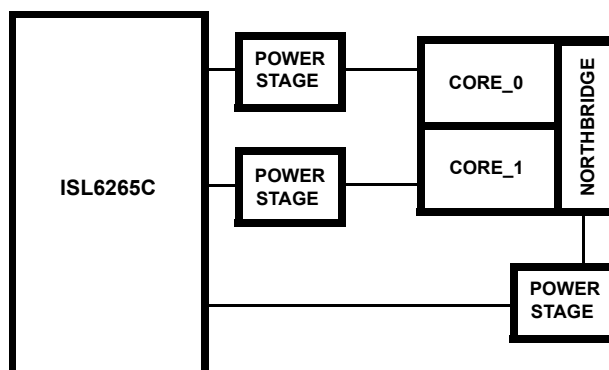 POWER
STAGE
CORE_0
NORTHBRIDGE
ISL6265C
POWER
STAGE
CORE_1
POWER
STAGE